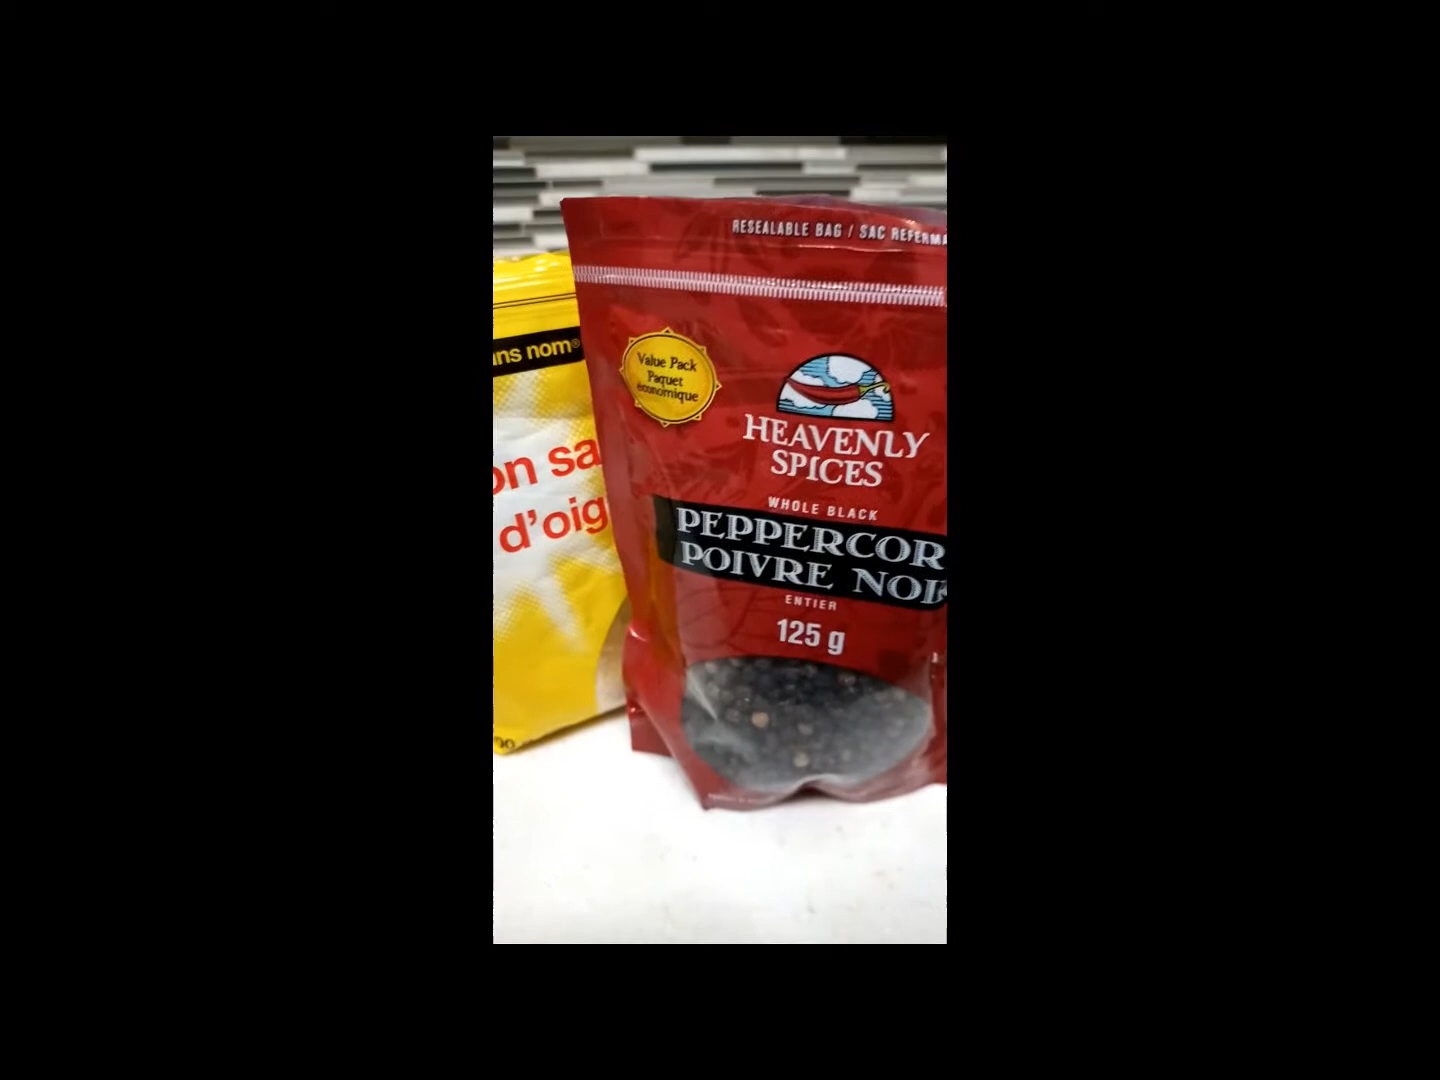 RESEALABLE BAG / SAC REFERMA
Value Pack
Paquet
économique
HEAVENLY
SPICES
WHOLE BLACK
PEPPERCOR
POIVRE NOI
ENTIER
125 g
ns nom®
on sa
d'oig